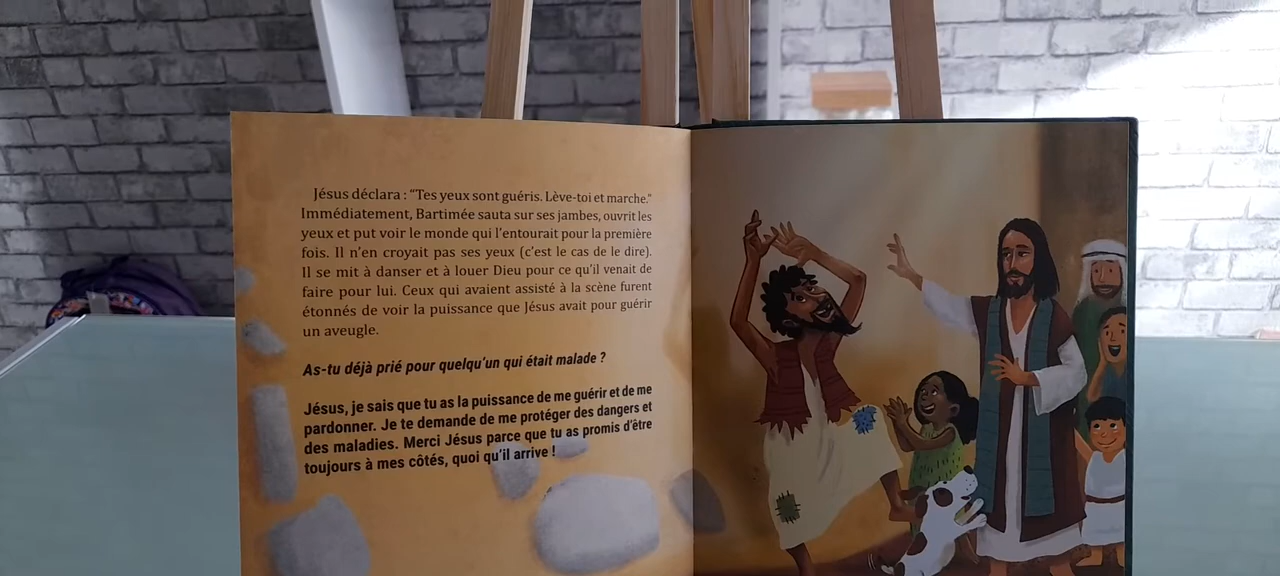 Jésus déclara : “Tes yeux sont guéris. Lève-toi et marche.”
Immédiatement, Bartimée sauta sur ses jambes, ouvrit les
yeux et put voir le monde qui l’entourait pour la première
fois. Il n’en croyait pas ses yeux (c’est le cas de le dire).
Il se mit à danser et à louer Dieu pour ce qu’il venait de
faire pour lui. Ceux qui avaient assisté à la scène furent
étonnés de voir la puissance que Jésus avait pour guérir
un aveugle.
As-tu déjà prié pour quelqu’un qui était malade ?
Jésus, je sais que tu as la puissance de me guérir et de me
pardonner. Je te demande de me protéger des dangers et
des maladies. Merci Jésus parce que tu as promis d’être
toujours à mes côtés, quoi qu’il arrive !